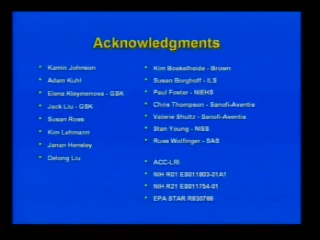 Acknowledgments
Kamin Johnson
Adam Kuhl
Elena Kleymenova - GSK
Jack Liu - GSK
Susan Ross
Kim Lehmann
Janan Hensley
Delong Liu
Kim Boekelheide - Brown
Susan Borghoff - ILS
Paul Foster - NIEHS
Chris Thompson - Sanofi-Aventis
Valerie Shultz - Sanofi-Aventis
Stan Young - NISS
Russ Wolfinger - SAS
ACC-LRI
NIH R01 ES011803-01A1
NIH R21 ES011754-01
EPA STAR R830766